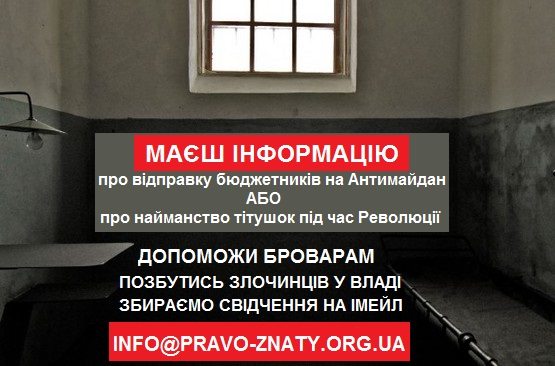 МАЄШ ІНФОРМАЦІЮ
про відправку бюджетників на Антимайдан
АБО
про найманство тітушок під час Революції
ДОПОМОЖИ БРОВАРАМ
ПОЗБУТИСЬ ЗЛОЧИНЦІВ У ВЛАДІ
ЗБИРАЄМО СВІДЧЕННЯ НА ІМЕЙЛ
INFO@PRAVO-ZNATY.ORG.UA